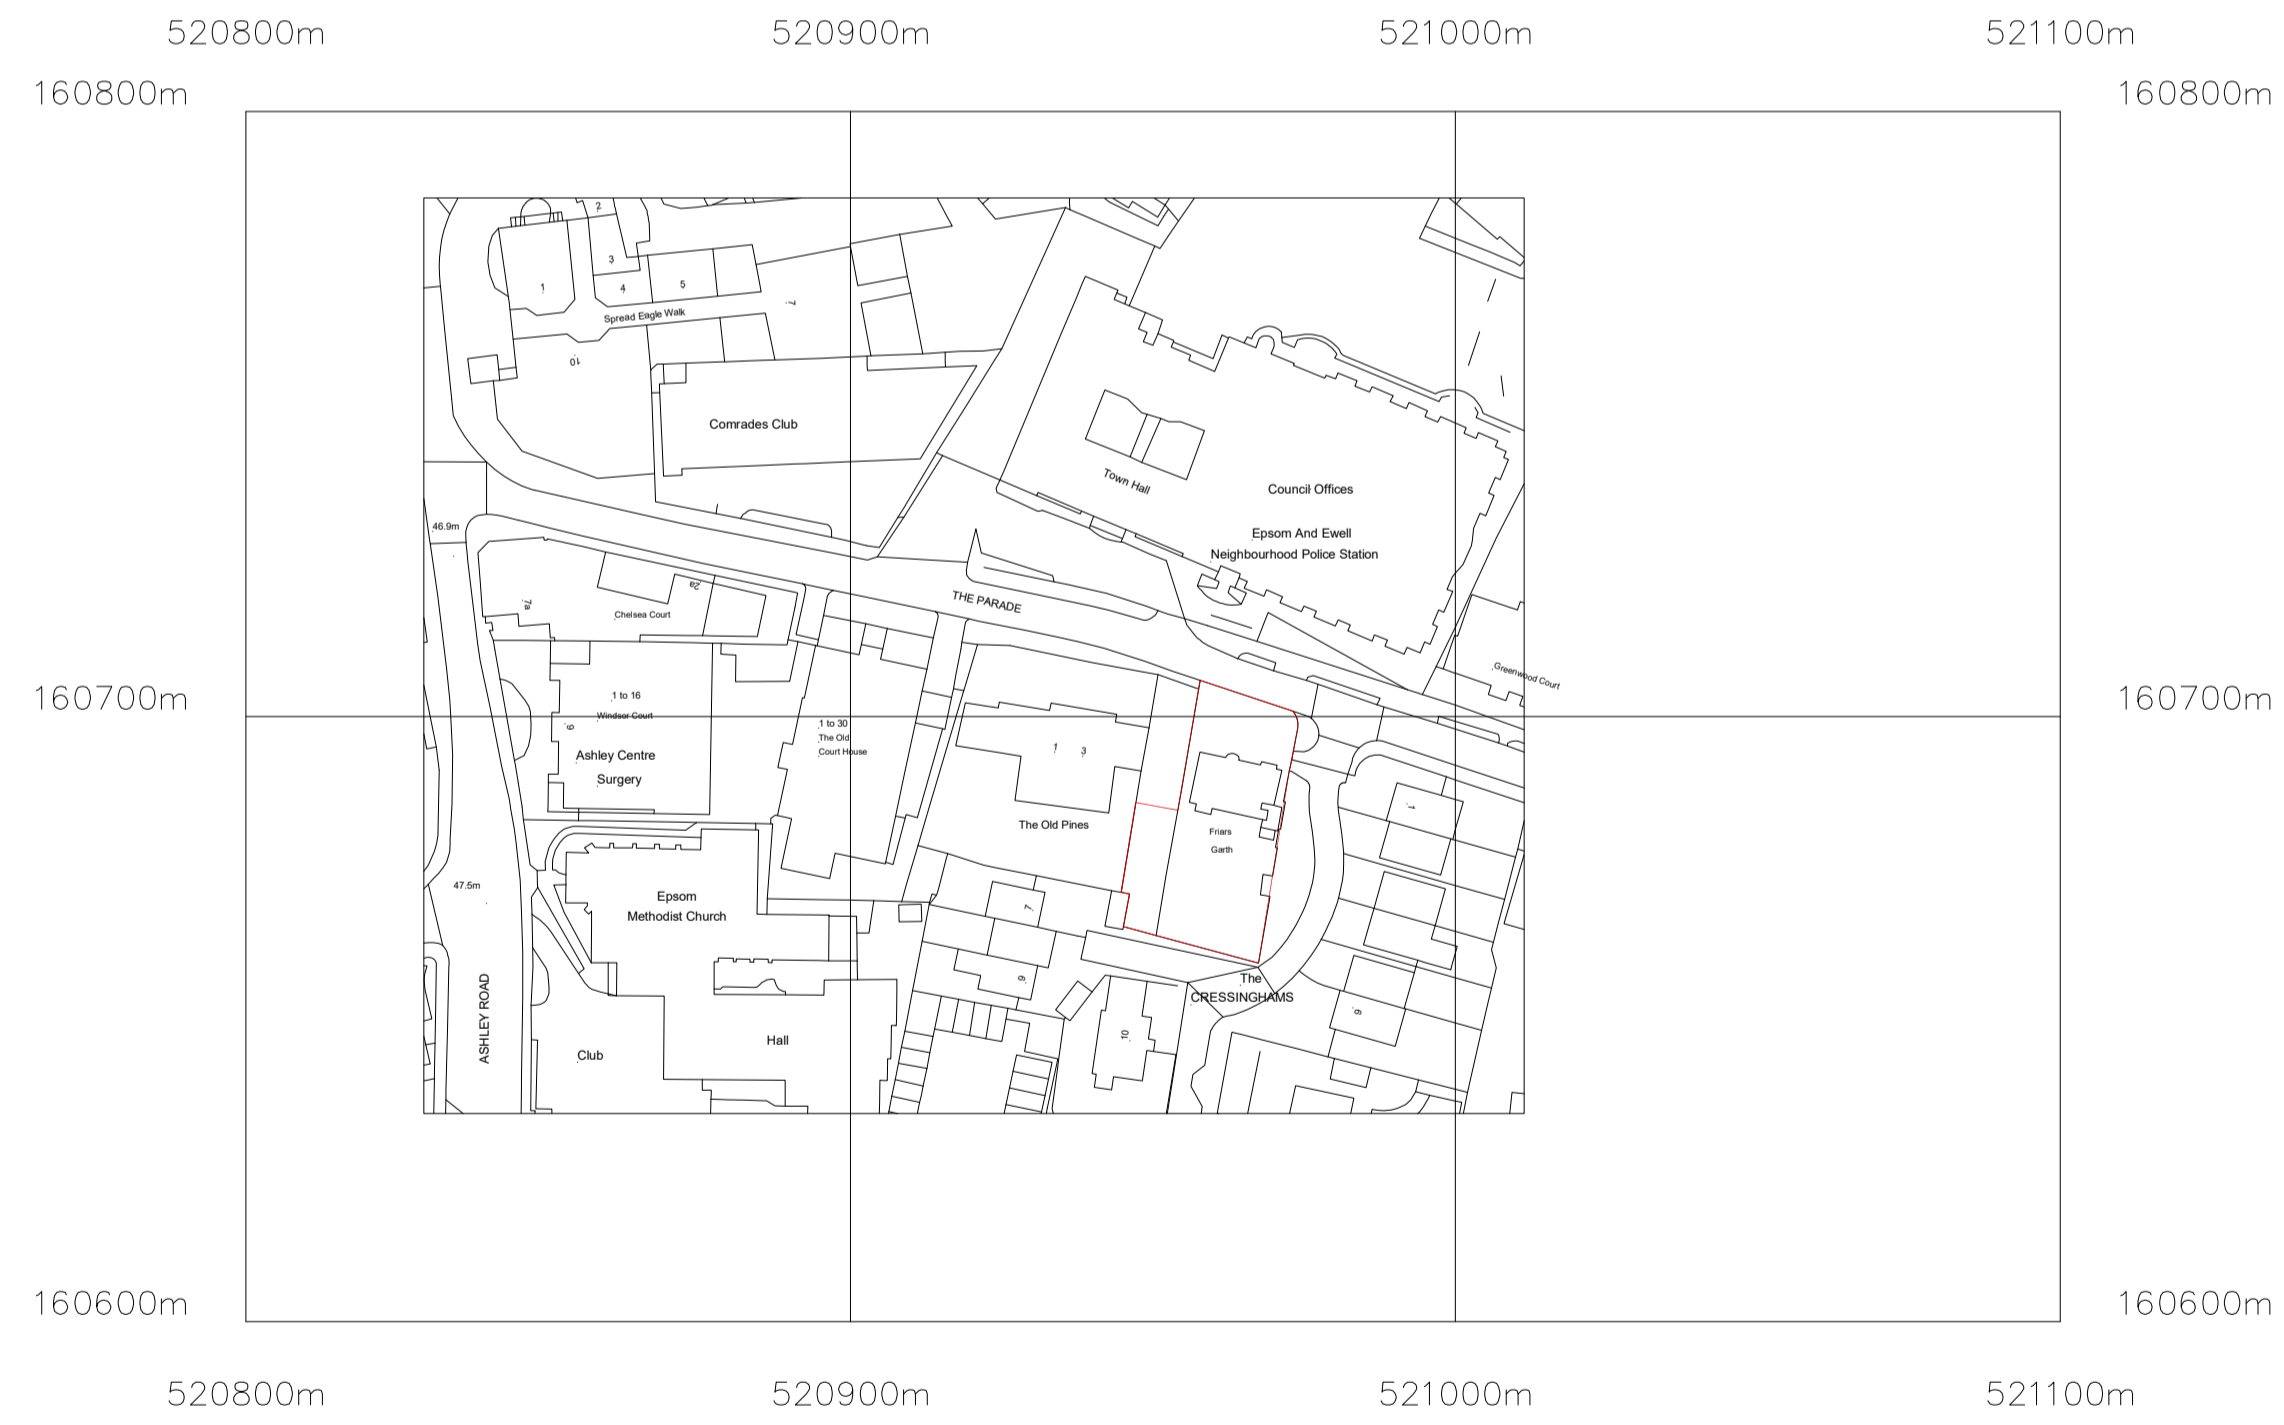 520800m
520900m
521000m
521100m
160800m
160800m
2
3
1
4
5
7
Spread Eagle Walk
10
Comrades Club
Town Hall
Council Offices
46.9m
Epsom And Ewell
Neighbourhood Police Station
2a
7a
Chelsea Court
THE PARADE
Greenwood Court
160700m
160700m
1 to 16
Windsor Court
9
1 to 30
The Old
Court House
Ashley Centre
Surgery
1
3
1
The Old Pines
Friars
Garth
47.5m
Epsom
Methodist Church
7
9
The
CRESSINGHAMS
9
ASHLEY ROAD
Club
Hall
10
160600m
160600m
520800m
520900m
521000m
521100m